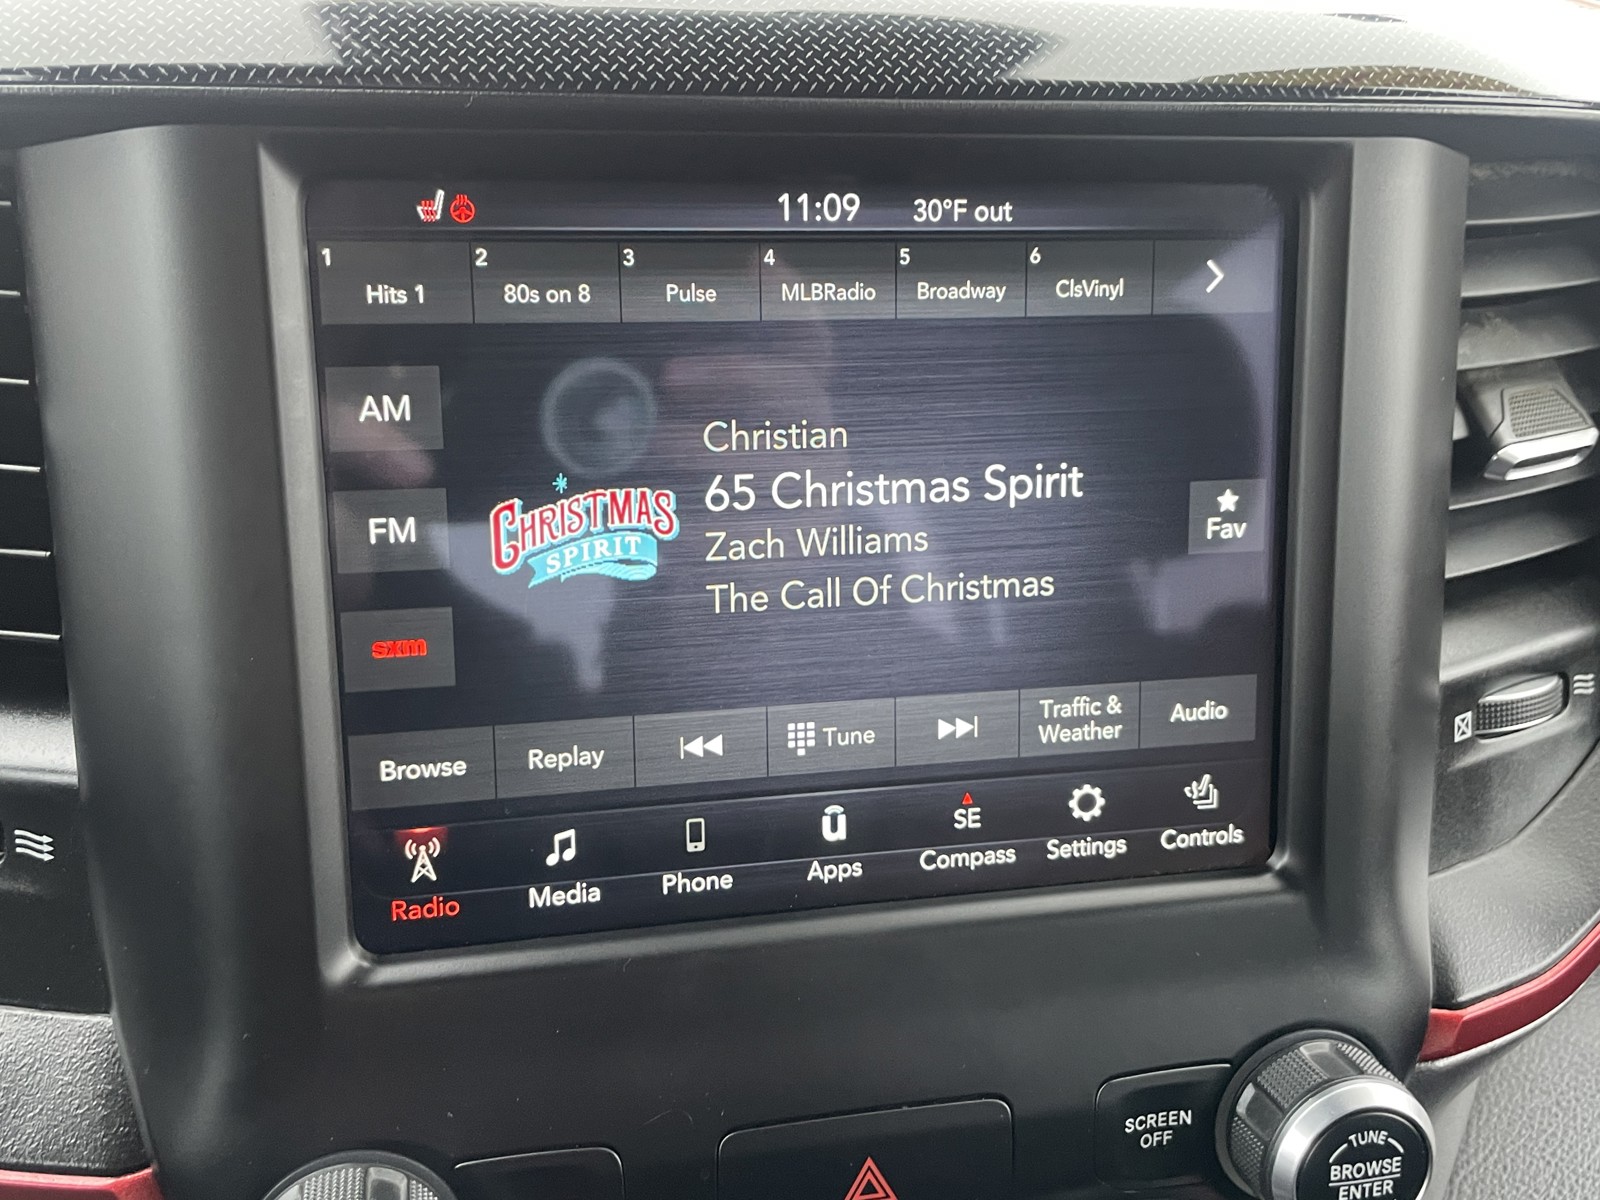 11:09 30°F out
1 2 3 4 5 6
Hits 1 80s on 8 Pulse MLBRadio Broadway ClsVinyl
AM
FM
sxm
CHRISTMAS
SPIRIT
Christian
65 Christmas Spirit
Zach Williams
The Call Of Christmas
Fav
Browse Replay Tune Traffic &
Weather Audio
SE
Radio Media Phone Apps Compass Settings Controls
SCREEN
OFF
TUNE
BROWSE
ENTER